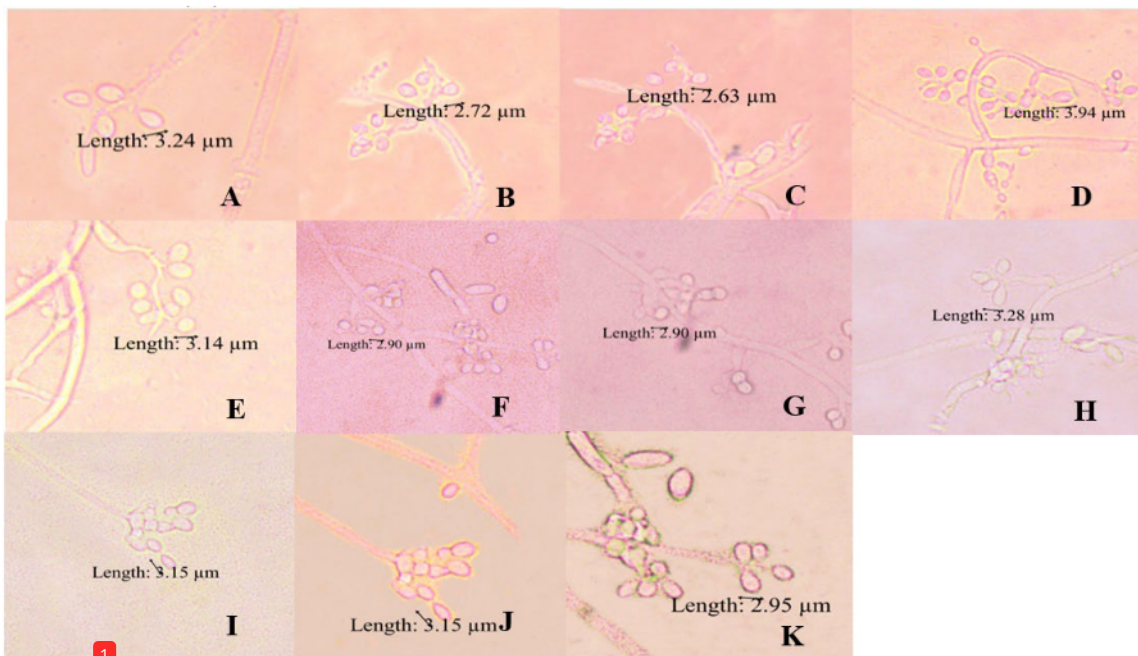 Length: 3.24 µm
A
Length: 2.72 µm
B
Length: 2.63 µm
C
Length: 3.94 µm
D
Length: 3.14 µm
E
Length: 2.90 µm
F
Length: 2.90 µm
G
Length: 3.28 µm
H
Length: 3.15 µm
I
Length: 3.15 µm
J
Length: 2.95 µm
K
1